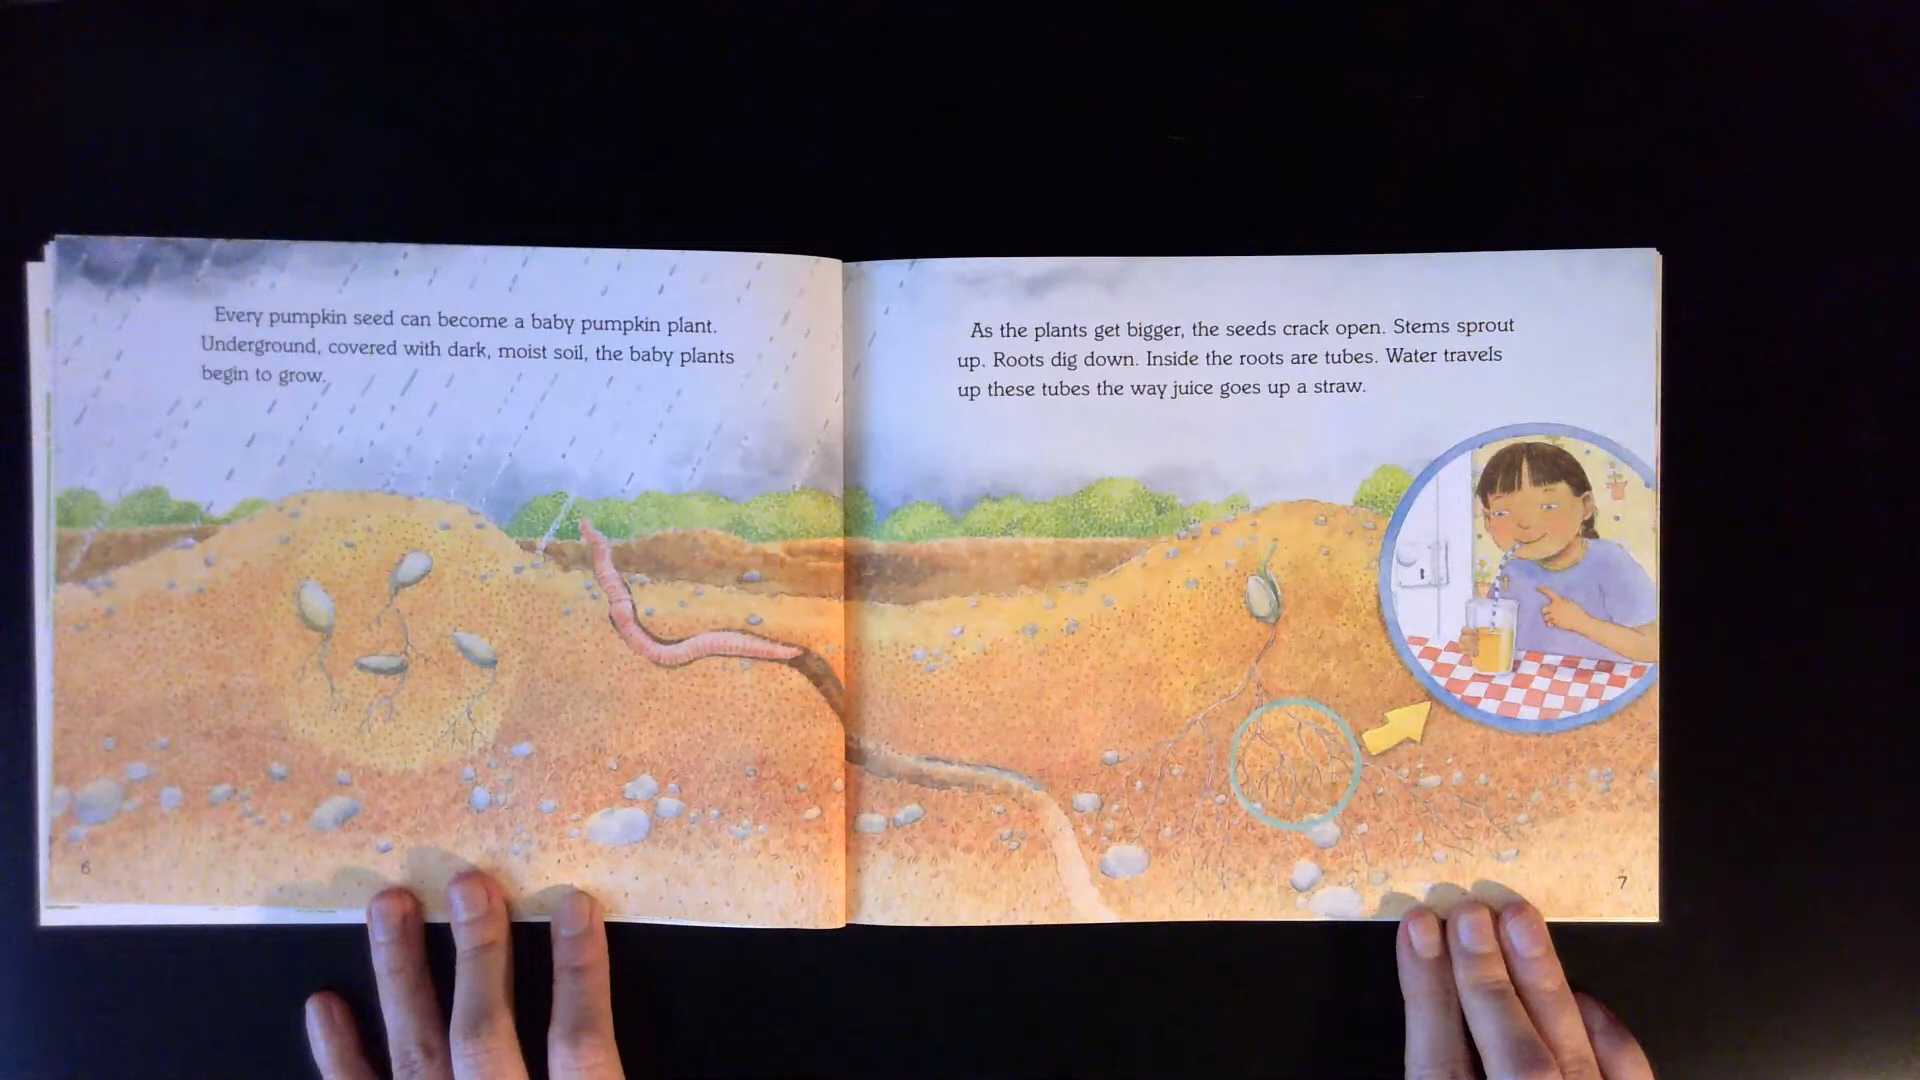 Every pumpkin seed can become a baby pumpkin plant.
Underground, covered with dark, moist soil, the baby plants
begin to grow.
6
As the plants get bigger, the seeds crack open. Stems sprout
up. Roots dig down. Inside the roots are tubes. Water travels
up these tubes the way juice goes up a straw.
7